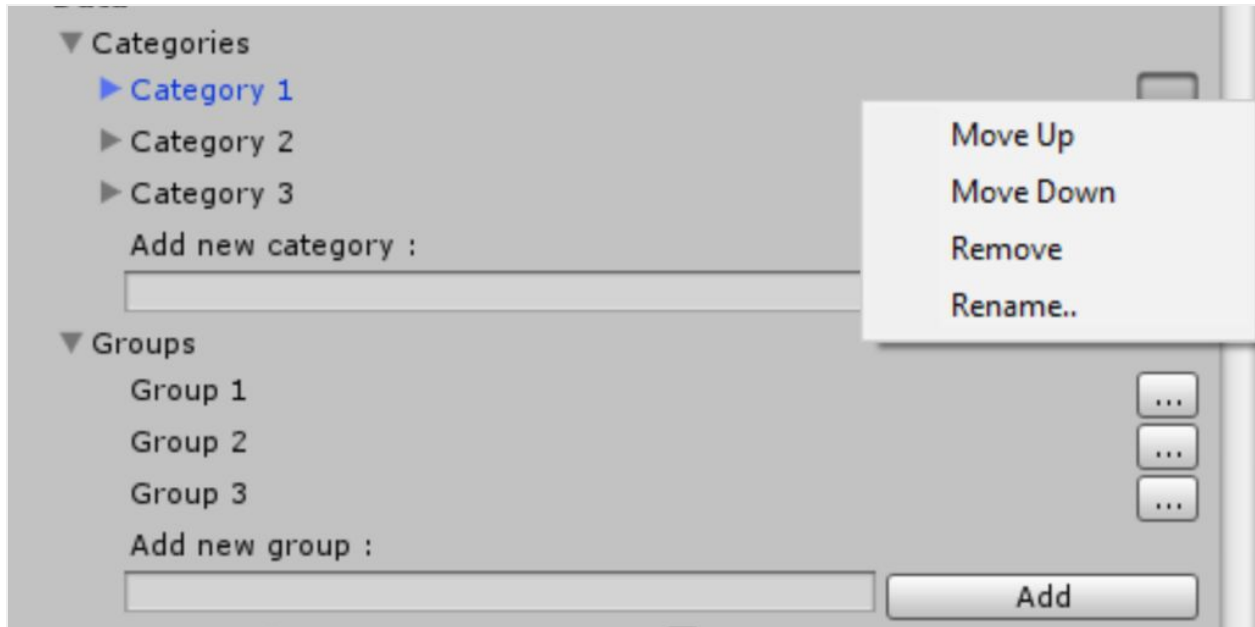 Categories
Category 1
Category 2
Category 3
Add new category :
Move Up
Move Down
Remove
Rename..
Groups
Group 1 ...
Group 2 ...
Group 3 ...
Add new group :
Add